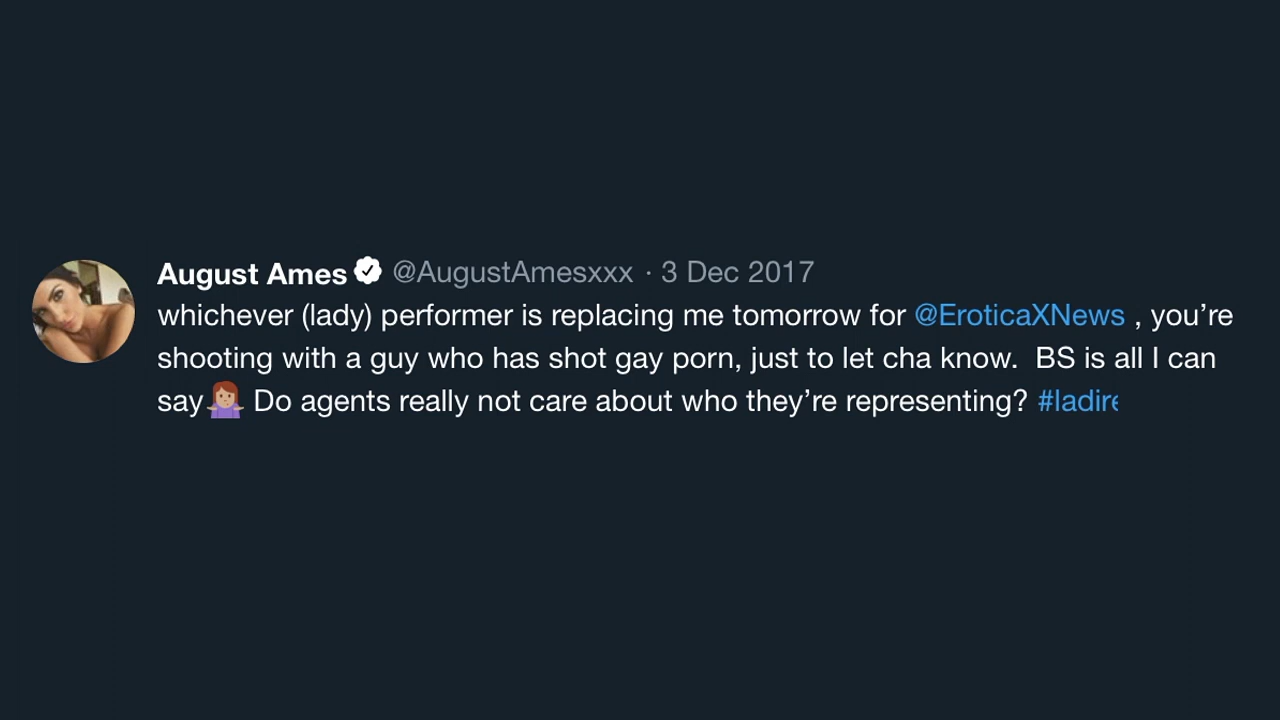 August Ames @AugustAmesxxx · 3 Dec 2017
whichever (lady) performer is replacing me tomorrow for @EroticaXNews , you’re
shooting with a guy who has shot gay porn, just to let cha know.  BS is all I can
say🤷🏼‍♀️ Do agents really not care about who they’re representing? #ladir